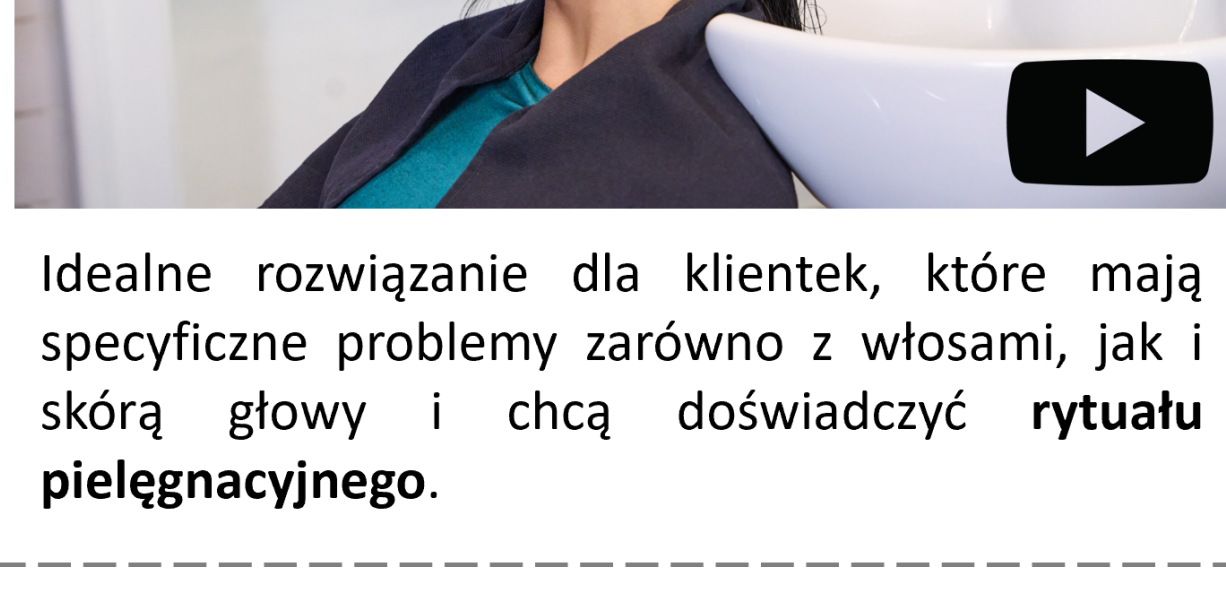 Idealne rozwiązanie dla klientek, które mają
specyficzne problemy zarówno z włosami, jak i
skórą głowy i chcą doświadczyć rytuału
pielęgnacyjnego.